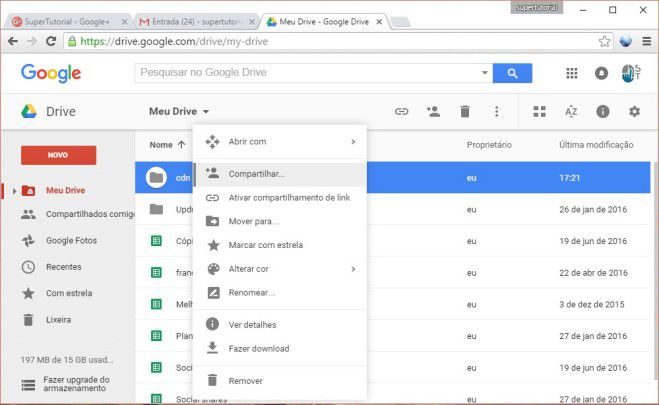 supertutorial
SuperTutorial - Google+
Entrada (24) - supertutorial
Meu Drive - Google Drive
https://drive.google.com/drive/my-drive
Google
Pesquisar no Google Drive
Drive
Meu Drive
NOVO
Meu Drive
Compartilhados comigo
Google Fotos
Recentes
Com estrela
Lixeira
197 MB de 15 GB usad...
Fazer upgrade do
armazenamento
Nome Proprietário Última modificação
cdn eu 17:21
Upd eu 26 de jan de 2016
Cópi eu 19 de jun de 2016
franc eu 22 de abr de 2016
Melh eu 3 de dez de 2015
Plan eu 27 de jan de 2016
Soci eu 19 de jun de 2016
Social shares eu 27 de jan de 2016
Abrir com
Compartilhar...
Ativar compartilhamento de link
Mover para...
Marcar com estrela
Alterar cor
Renomear...
Ver detalhes
Fazer download
Remover